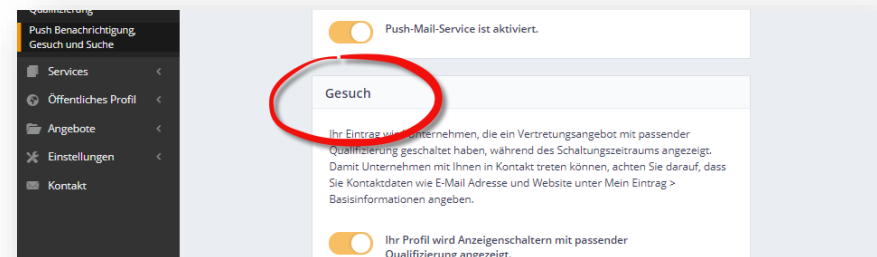 Qualifizierung
Push Benachrichtigung,
Gesuch und Suche
Services
Öffentliches Profil
Angebote
Einstellungen
Kontakt
Push-Mail-Service ist aktiviert.
Gesuch
Ihr Eintrag wird Unternehmen, die ein Vertretungsangebot mit passender
Qualifizierung geschaltet haben, während des Schaltungszeitraums angezeigt.
Damit Unternehmen mit Ihnen in Kontakt treten können, achten Sie darauf, dass
Sie Kontaktdaten wie E-Mail Adresse und Website unter Mein Eintrag >
Basisinformationen angeben.
Ihr Profil wird Anzeigenschaltern mit passender
Qualifizierung angezeigt.